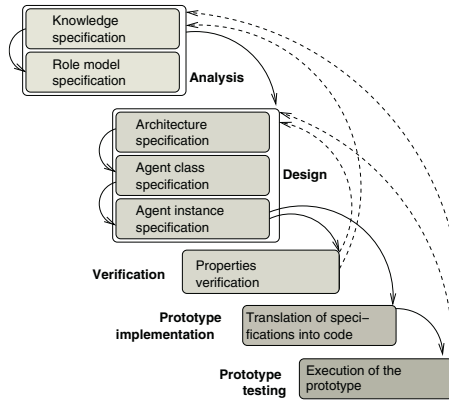 Knowledge
specification
Role model
specification
Analysis
Architecture
specification
Agent class
specification
Design
Agent instance
specification
Verification
Properties
verification
Prototype
implementation
Translation of speci–
fications into code
Prototype
testing
Execution of the
prototype